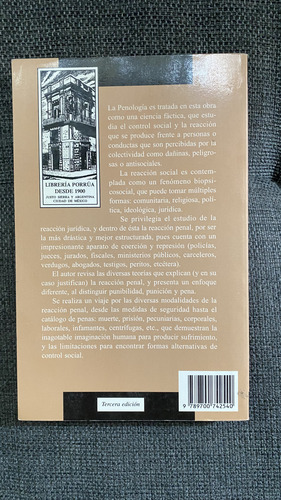 LIBRERÍA PORRÚA
DESDE 1900
JUSTO SIERRA Y ARGENTINA
CIUDAD DE MÉXICO
La Penología es tratada en esta obra
como una ciencia fáctica, que estu-
dia el control social y la reacción
que se produce frente a personas o
conductas que son percibidas por la
colectividad como dañinas, peligro-
sas o antisociales.
La reacción social es contem-
plada como un fenómeno biopsi-
cosocial, que puede tomar múltiples
formas: comunitaria, religiosa, polí-
tica, ideológica, jurídica.
Se privilegia el estudio de la
reacción jurídica, y dentro de ésta la reacción penal, por ser
la más drástica y mejor estructurada, pues cuenta con un
impresionante aparato de coerción y represión (policías,
jueces, jurados, fiscales, ministerios públicos, carceleros,
verdugos, abogados, testigos, peritos, etcétera).
El autor revisa las diversas teorías que explican (y en su
caso justifican) la reacción penal, y presenta un enfoque
diferente, al distinguir punibilidad, punición y pena.
Se realiza un viaje por las diversas modalidades de la
reacción penal, desde las medidas de seguridad hasta el
catálogo de penas: muerte, prisión, pecuniarias, corporales,
laborales, infamantes, centrífugas, etc., que demuestran la
inagotable imaginación humana para producir sufrimiento, y
las limitaciones para encontrar formas alternativas de
control social.
Tercera edición
9 789700 742540